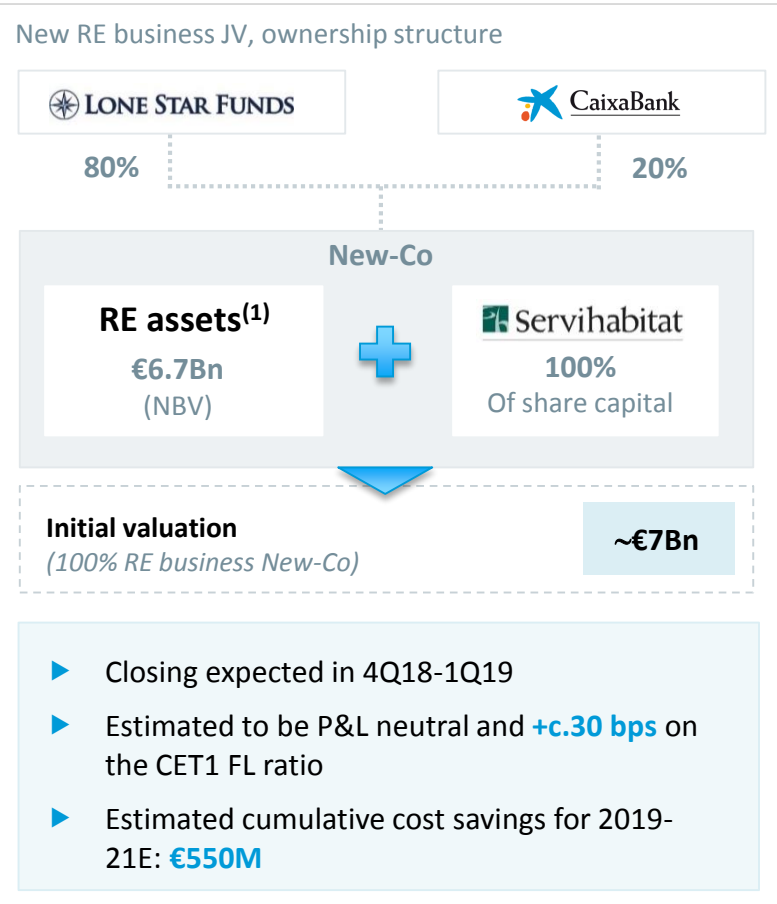 New RE business JV, ownership structure
LONE STAR FUNDS
CaixaBank
80%
20%
New-Co
RE assets(1)
€6.7Bn
(NBV)
Servihabitat
100%
Of share capital
Initial valuation
(100% RE business New-Co)
~€7Bn
Closing expected in 4Q18-1Q19
Estimated to be P&L neutral and +c.30 bps on
the CET1 FL ratio
Estimated cumulative cost savings for 2019-
21E: €550M